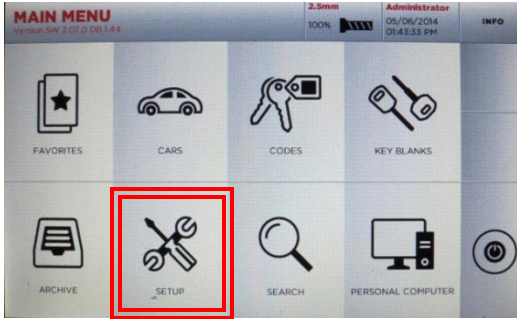 MAIN MENU
Version SW 2.07.0 DB 1.44
2.5mm
100%
Administrator
05/06/2014
01:43:33 PM
INFO
FAVORITES
CARS
CODES
KEY BLANKS
ARCHIVE
SETUP
SEARCH
PERSONAL COMPUTER